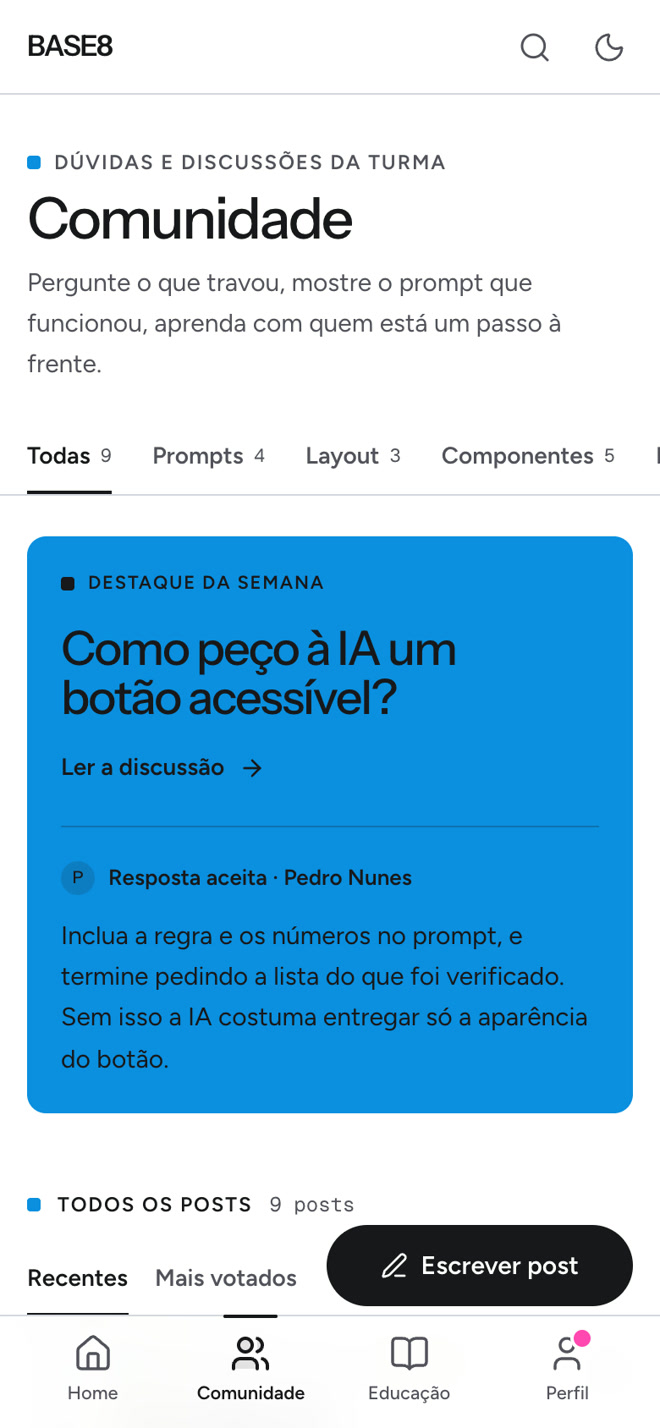 BASE8
DÚVIDAS E DISCUSSÕES DA TURMA
Comunidade
Pergunte o que travou, mostre o prompt que
funcionou, aprenda com quem está um passo à
frente.
Todas 9 Prompts 4 Layout 3 Componentes 5
DESTAQUE DA SEMANA
Como peço à IA um
botão acessível?
Ler a discussão →
P Resposta aceita · Pedro Nunes
Inclua a regra e os números no prompt, e
termine pedindo a lista do que foi verificado.
Sem isso a IA costuma entregar só a aparência
do botão.
TODOS OS POSTS 9 posts
Recentes Mais votados Escrever post
Home Comunidade Educação Perfil